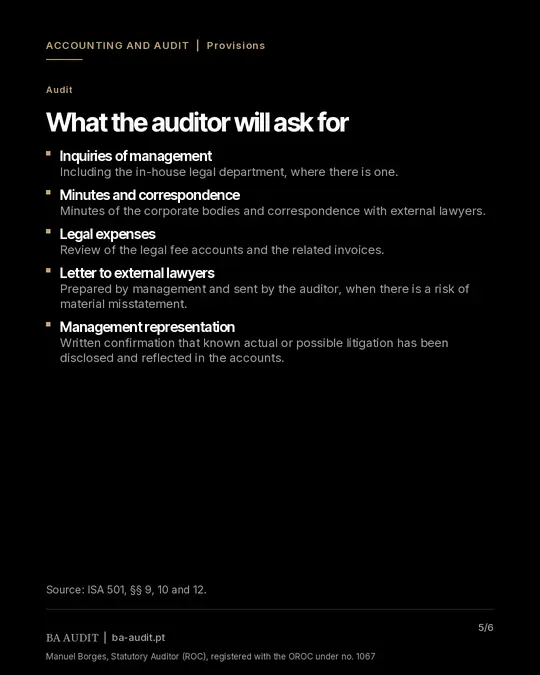 ACCOUNTING AND AUDIT | Provisions
Audit
What the auditor will ask for
Inquiries of management
Including the in-house legal department, where there is one.
Minutes and correspondence
Minutes of the corporate bodies and correspondence with external lawyers.
Legal expenses
Review of the legal fee accounts and the related invoices.
Letter to external lawyers
Prepared by management and sent by the auditor, when there is a risk of
material misstatement.
Management representation
Written confirmation that known actual or possible litigation has been
disclosed and reflected in the accounts.
Source: ISA 501, §§ 9, 10 and 12.
5/6
BA AUDIT | ba-audit.pt
Manuel Borges, Statutory Auditor (ROC), registered with the OROC under no. 1067